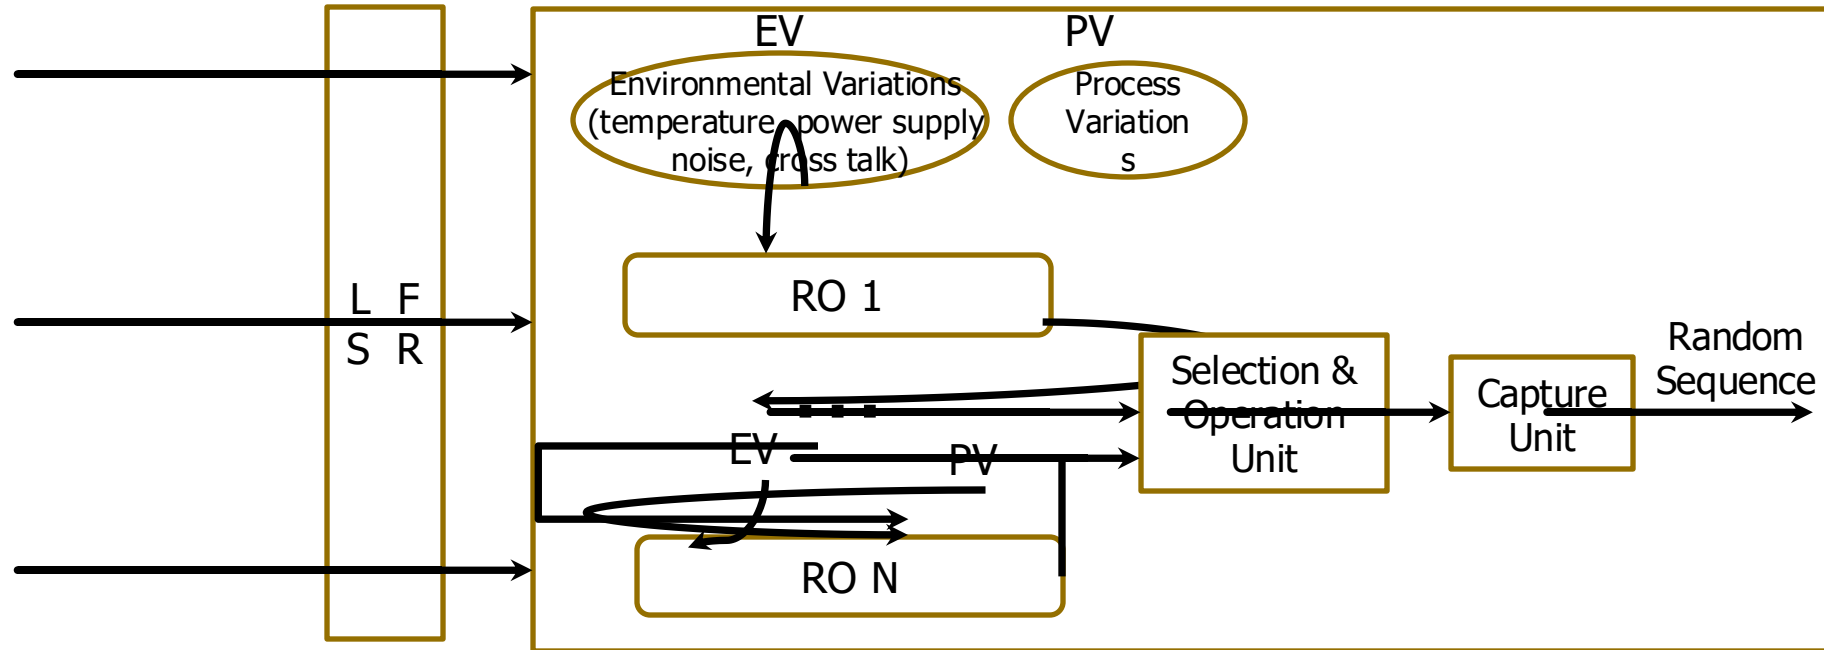 EV
PV
Environmental Variations
(temperature, power supply
noise, cross talk)
Process
Variation
s
L F
S R
RO 1
Selection &
Operation
Unit
Capture
Unit
Random
Sequence
EV
PV
RO N